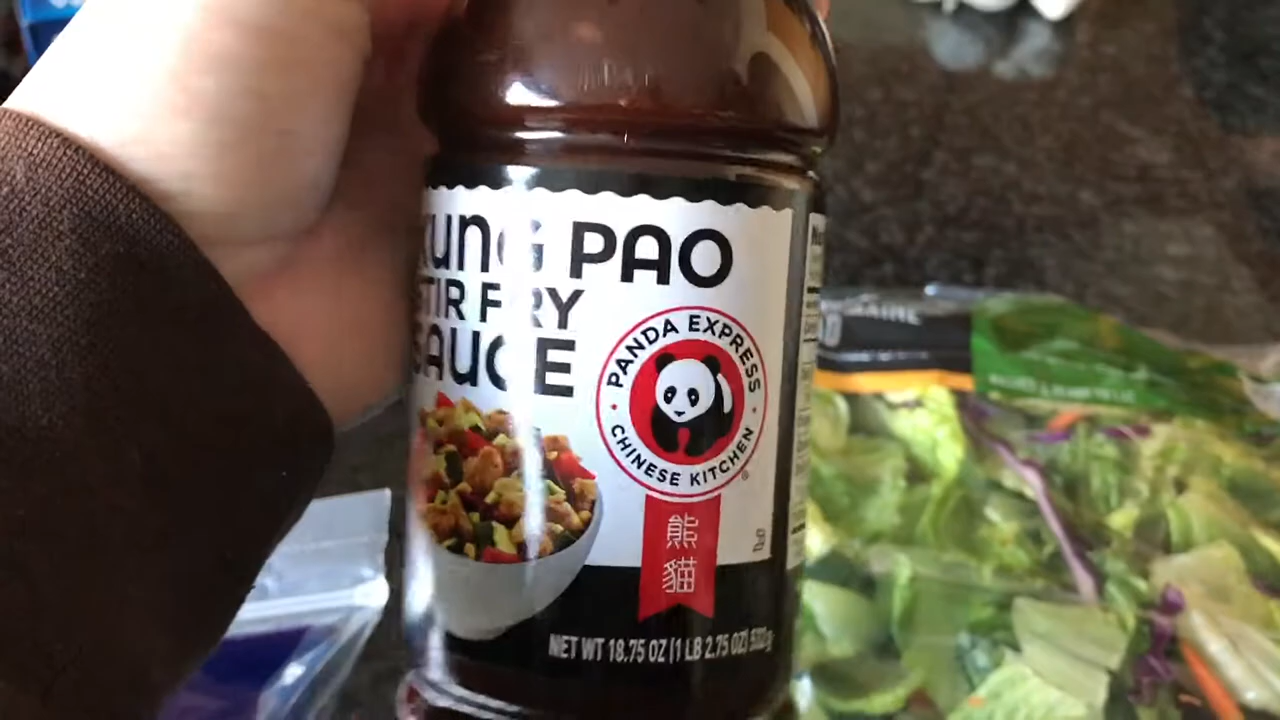 KUNG PAO
STIR FRY
SAUCE
PANDA EXPRESS
CHINESE KITCHEN
®
熊
貓
NET WT 18.75 OZ (1 LB 2.75 OZ) 532g